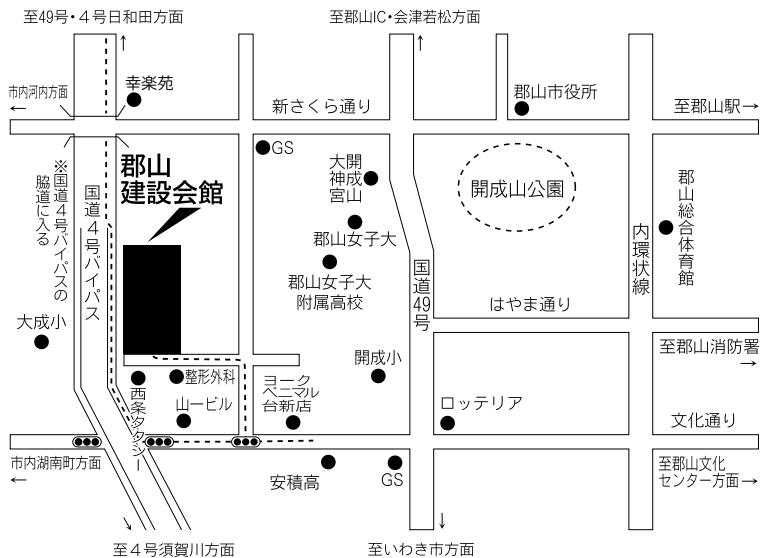 至49号・4号日和田方面
至郡山IC・会津若松方面
市内河内方面
←
幸楽苑
新さくら通り
郡山市役所
至郡山駅→
郡山
建設会館
GS
大神宮
開成山
開成山公園
郡山総合体育館
※国道4号バイパスの
脇道に入る
国道4号バイパス
郡山女子大
郡山女子大
附属高校
国道49号
内環状線
はやま通り
大成小
至郡山消防署
→
整形外科
山一ビル
西条タクシー
ヨーク
ベニマル
台新店
開成小
ロッテリア
文化通り
市内湖南町方面
←
安積高
GS
至郡山文化
センター方面→
至4号須賀川方面
至いわき市方面